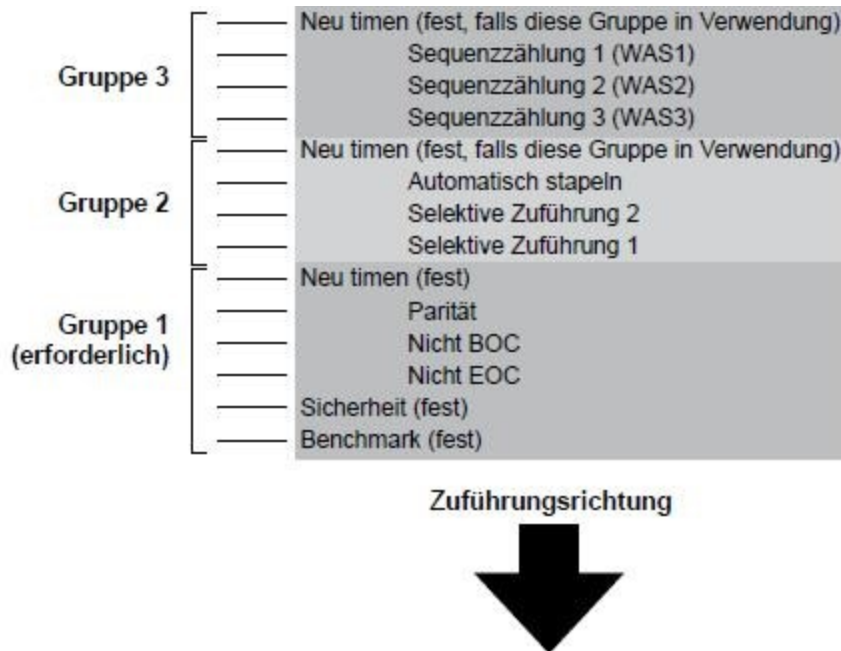 Gruppe 3
Neu timen (fest, falls diese Gruppe in Verwendung)
Sequenzzählung 1 (WAS1)
Sequenzzählung 2 (WAS2)
Sequenzzählung 3 (WAS3)
Gruppe 2
Neu timen (fest, falls diese Gruppe in Verwendung)
Automatisch stapeln
Selektive Zuführung 2
Selektive Zuführung 1
Gruppe 1
(erforderlich)
Neu timen (fest)
Parität
Nicht BOC
Nicht EOC
Sicherheit (fest)
Benchmark (fest)
Zuführungsrichtung